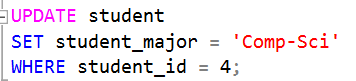 UPDATE student
SET student_major = 'Comp-Sci'
WHERE student_id = 4;